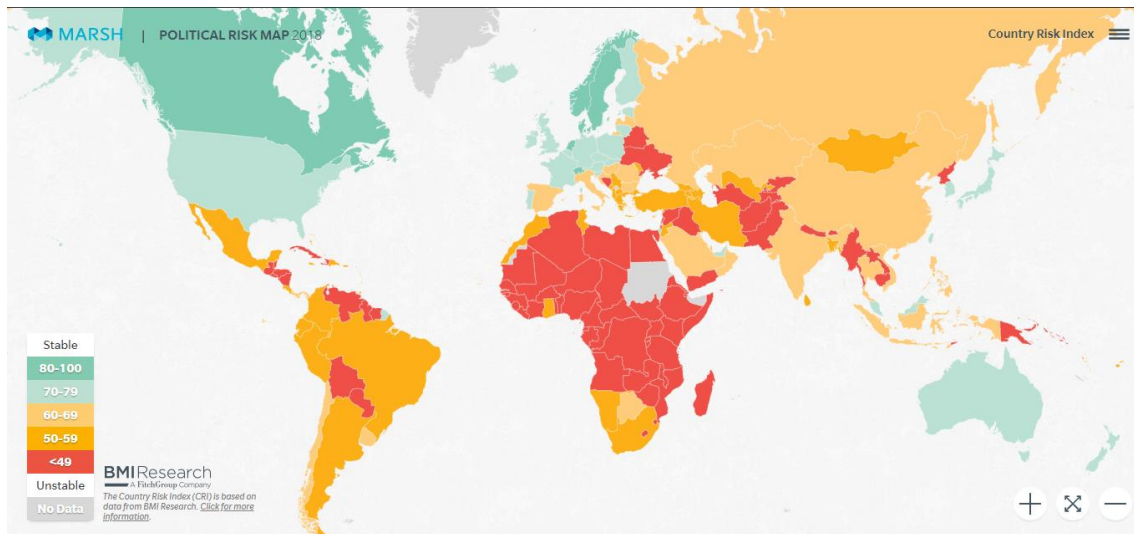 MARSH | POLITICAL RISK MAP 2018
Country Risk Index
Stable
80-100
70-79
60-69
50-59
<49
Unstable
No Data
BMIResearch
A FitchGroup Company
The Country Risk Index (CRI) is based on
data from BMI Research. Click for more
information.